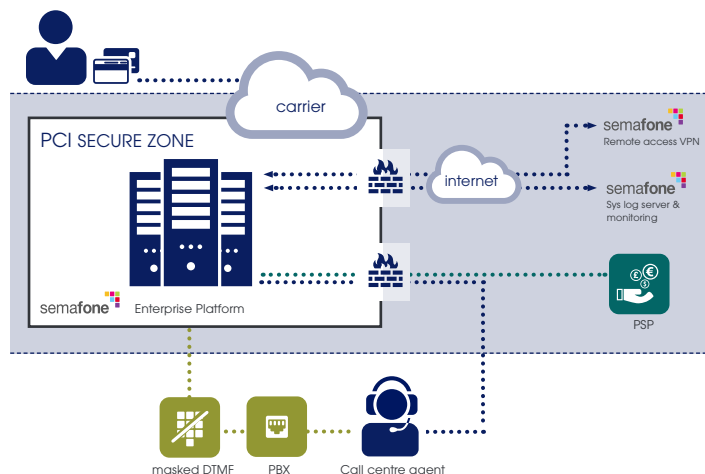 carrier
PCI SECURE ZONE
semafone
Remote access VPN
internet
semafone
Sys log server &
monitoring
£
€
$
semafone
Enterprise Platform
PSP
masked DTMF
PBX
Call centre agent